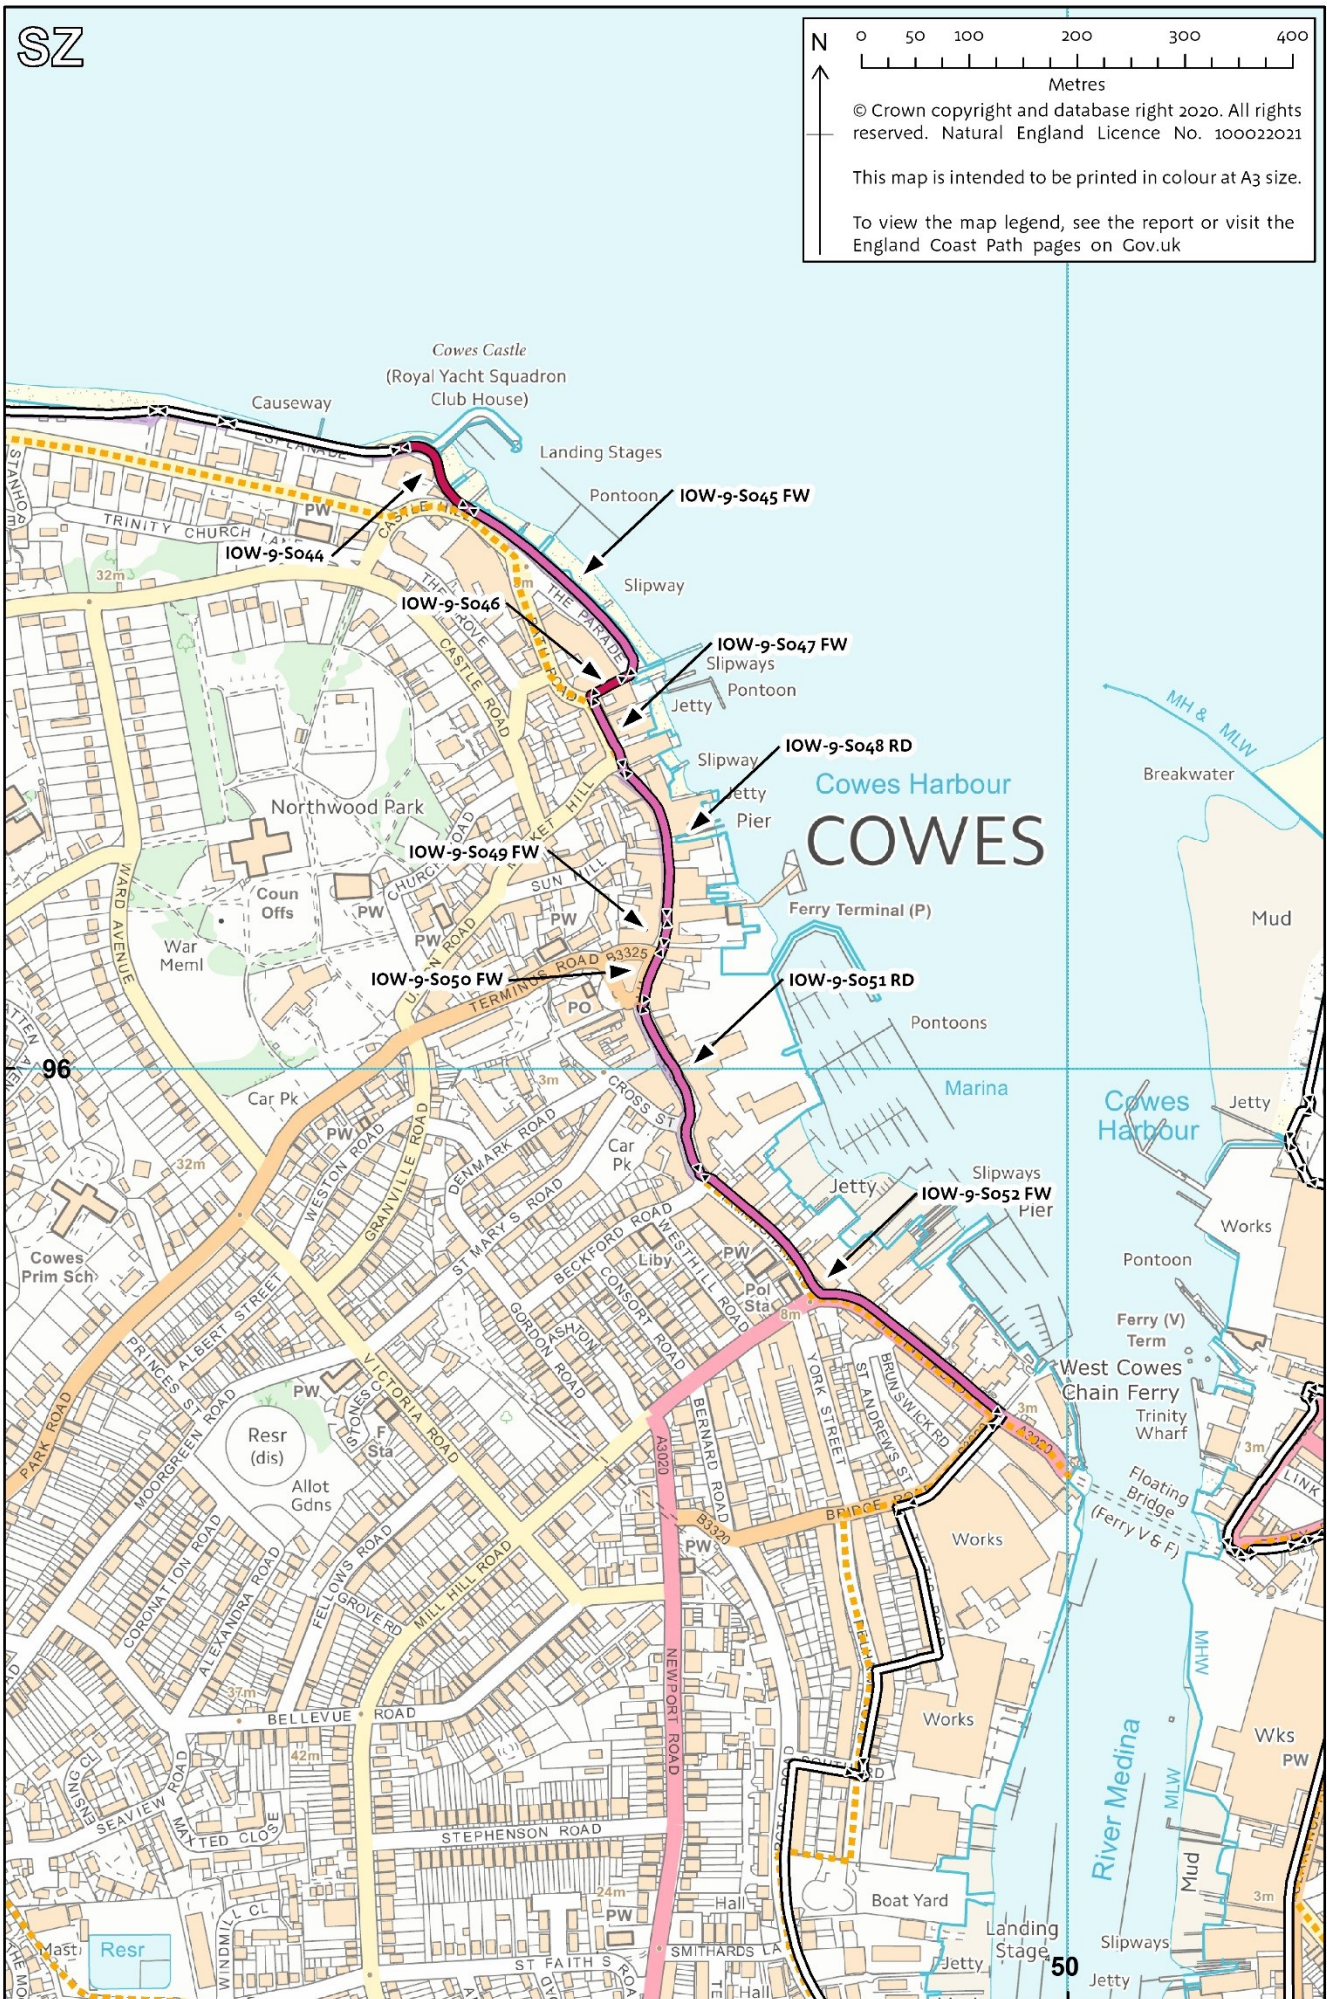 SZ
N
0 50 100 200 300 400
Metres
© Crown copyright and database right 2020. All rights
reserved. Natural England Licence No. 100022021
This map is intended to be printed in colour at A3 size.
To view the map legend, see the report or visit the
England Coast Path pages on Gov.uk
Cowes Castle
(Royal Yacht Squadron
Club House)
Causeway
ESPLANADE
Landing Stages
Pontoon
IOW-9-S045 FW
PW
CASTLE HILL
TRINITY CHURCH LANE
IOW-9-S044
32m
Slipway
THE PARADE
THE GROVE
IOW-9-S046
BATH ROAD
CASTLE ROAD
IOW-9-S047 FW
Slipways
Pontoon
Jetty
MH & MLW
IOW-9-S048 RD
Slipway
Cowes Harbour
Breakwater
Jetty
Pier
COWES
Northwood Park
MARKET HILL
CHURCH ROAD
IOW-9-S049 FW
SUN HILL
WARD AVENUE
Coun
Offs
PW
PW
PW
Ferry Terminal (P)
Mud
War
Meml
UNION ROAD
TERMINUS ROAD
B3325
IOW-9-S050 FW
IOW-9-S051 RD
PO
Pontoons
96
3m
CROSS ST
Marina
Cowes
Harbour
Jetty
Car Pk
PW
WESTON ROAD
GRANVILLE ROAD
DENMARK ROAD
Car
Pk
32m
ST MARY S ROAD
Slipways
Jetty
IOW-9-S052 FW
Pier
Works
Cowes
Prim Sch
BECKFORD ROAD
WESTHILL ROAD
Liby
PW
CONSORT ROAD
Pol
Sta
8m
Pontoon
ALBERT STREET
PRINCES S
GORDON ROAD
ASHTON
Ferry (V)
Term
West Cowes
Chain Ferry
PARK ROAD
MOORGREEN ROAD
PW
STONES
F
Sta
VICTORIA ROAD
YORK STREET
ST ANDREWS ST
BRUNSWICK RD
3m
A3020
Trinity
Wharf
Resr
(dis)
Allot
Gdns
A3020
BERNARD ROAD
3m
LINK
Floating
Bridge
(Ferry V & F)
B3320
PW
Works
CORONATION ROAD
ALEXANDRA ROAD
FELLOWS ROAD
GROVE RD
MILL HILL ROAD
NEWPORT ROAD
MHW
37m
BELLEVUE ROAD
42m
Works
Wks
PW
ENSIGN CL
SEAVIEW ROAD
MAXTED CLOSE
River Medina
MLW
STEPHENSON ROAD
24m
PW
Hall
Boat Yard
Mud
3m
WINDMILL CL
Mast
Resr
ST FAITH S ROAD
SMITHARDS LA
Hall
Landing
Stage
Jetty
Slipways
50
Jetty